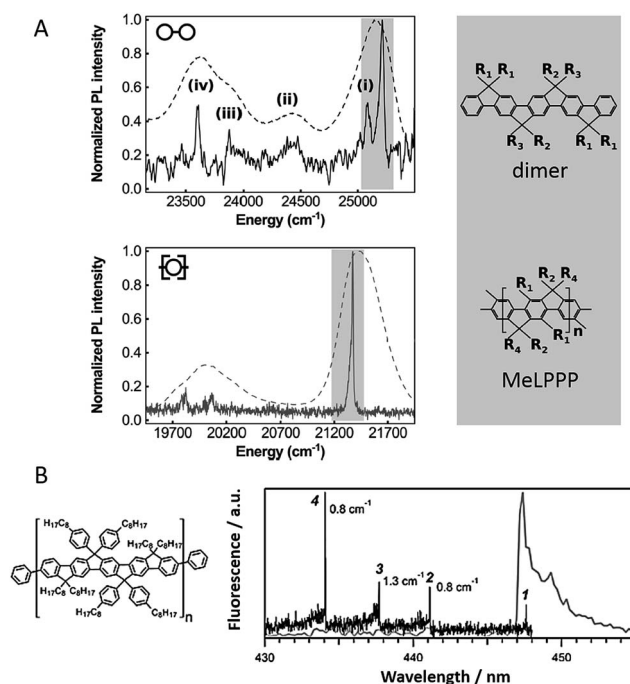 A
Normalized PL intensity
1.0
0.8
0.6
0.4
0.2
0.0
(iv)
(iii)
(ii)
(i)
23500 24000 24500 25000
Energy (cm-1)
R1 R1 R2 R3
R3 R2 R1 R1
dimer
Normalized PL intensity
1.0
0.8
0.6
0.4
0.2
0.0
19700 20200 20700 21200 21700
Energy (cm-1)
R2 R4
R1
n
R1
R4 R2
MeLPPP
B
H17C8 C8H17
H17C8 C8H17
H17C8 C8H17
H17C8 C8H17
n
Fluorescence / a.u.
4
0.8 cm-1
3
1.3 cm-1
2
0.8 cm-1
1
430 440 450
Wavelength / nm